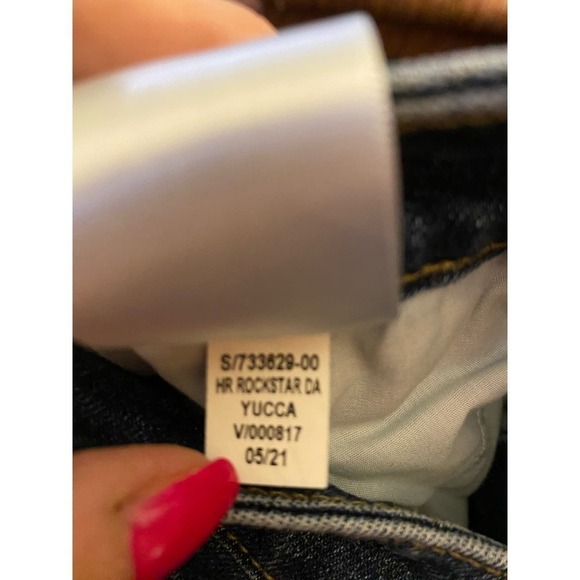 S/733629-00
HR ROCKSTAR DA
YUCCA
V/000817
05/21